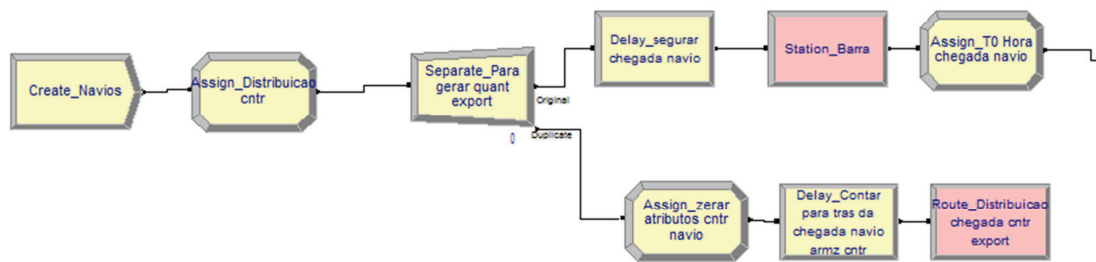 Create_Navios
Assign_Distribuicao
cntr
Separate_Para
gerar quant
export
Original
Duplicate
0
Delay_segurar
chegada navio
Station_Barra
Assign_T0 Hora
chegada navio
Assign_zerar
atributos cntr
navio
Delay_Contar
para tras da
chegada navio
armz cntr
Route_Distribuicao
chegada cntr
export